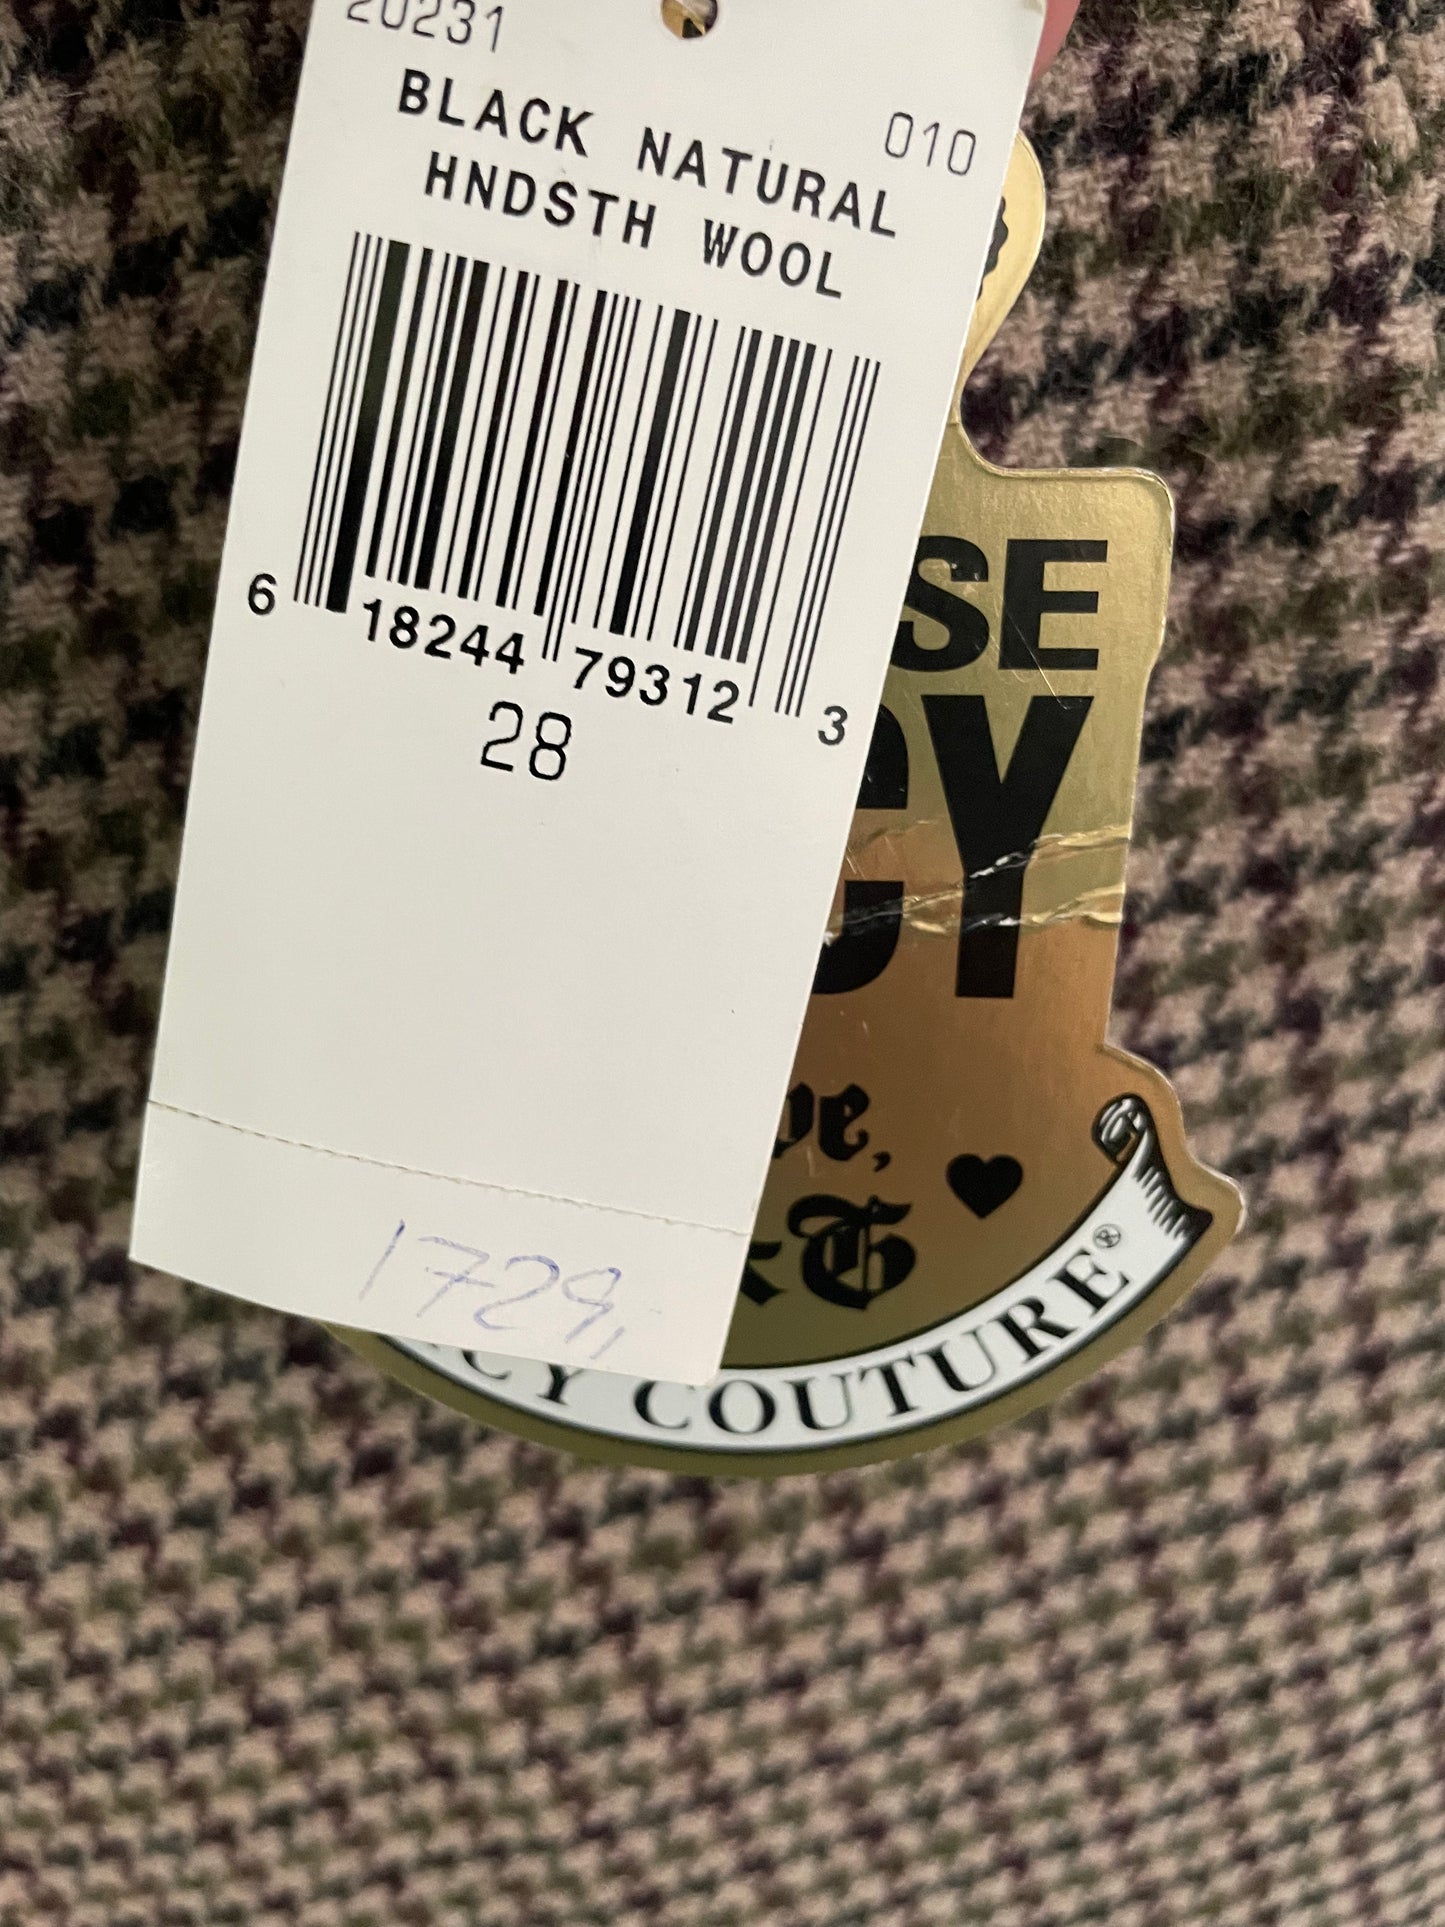 20231
010
BLACK NATURAL
HNDSTH WOOL
6 18244 79312 3
28
1729,
SE
CY
COUTURE®